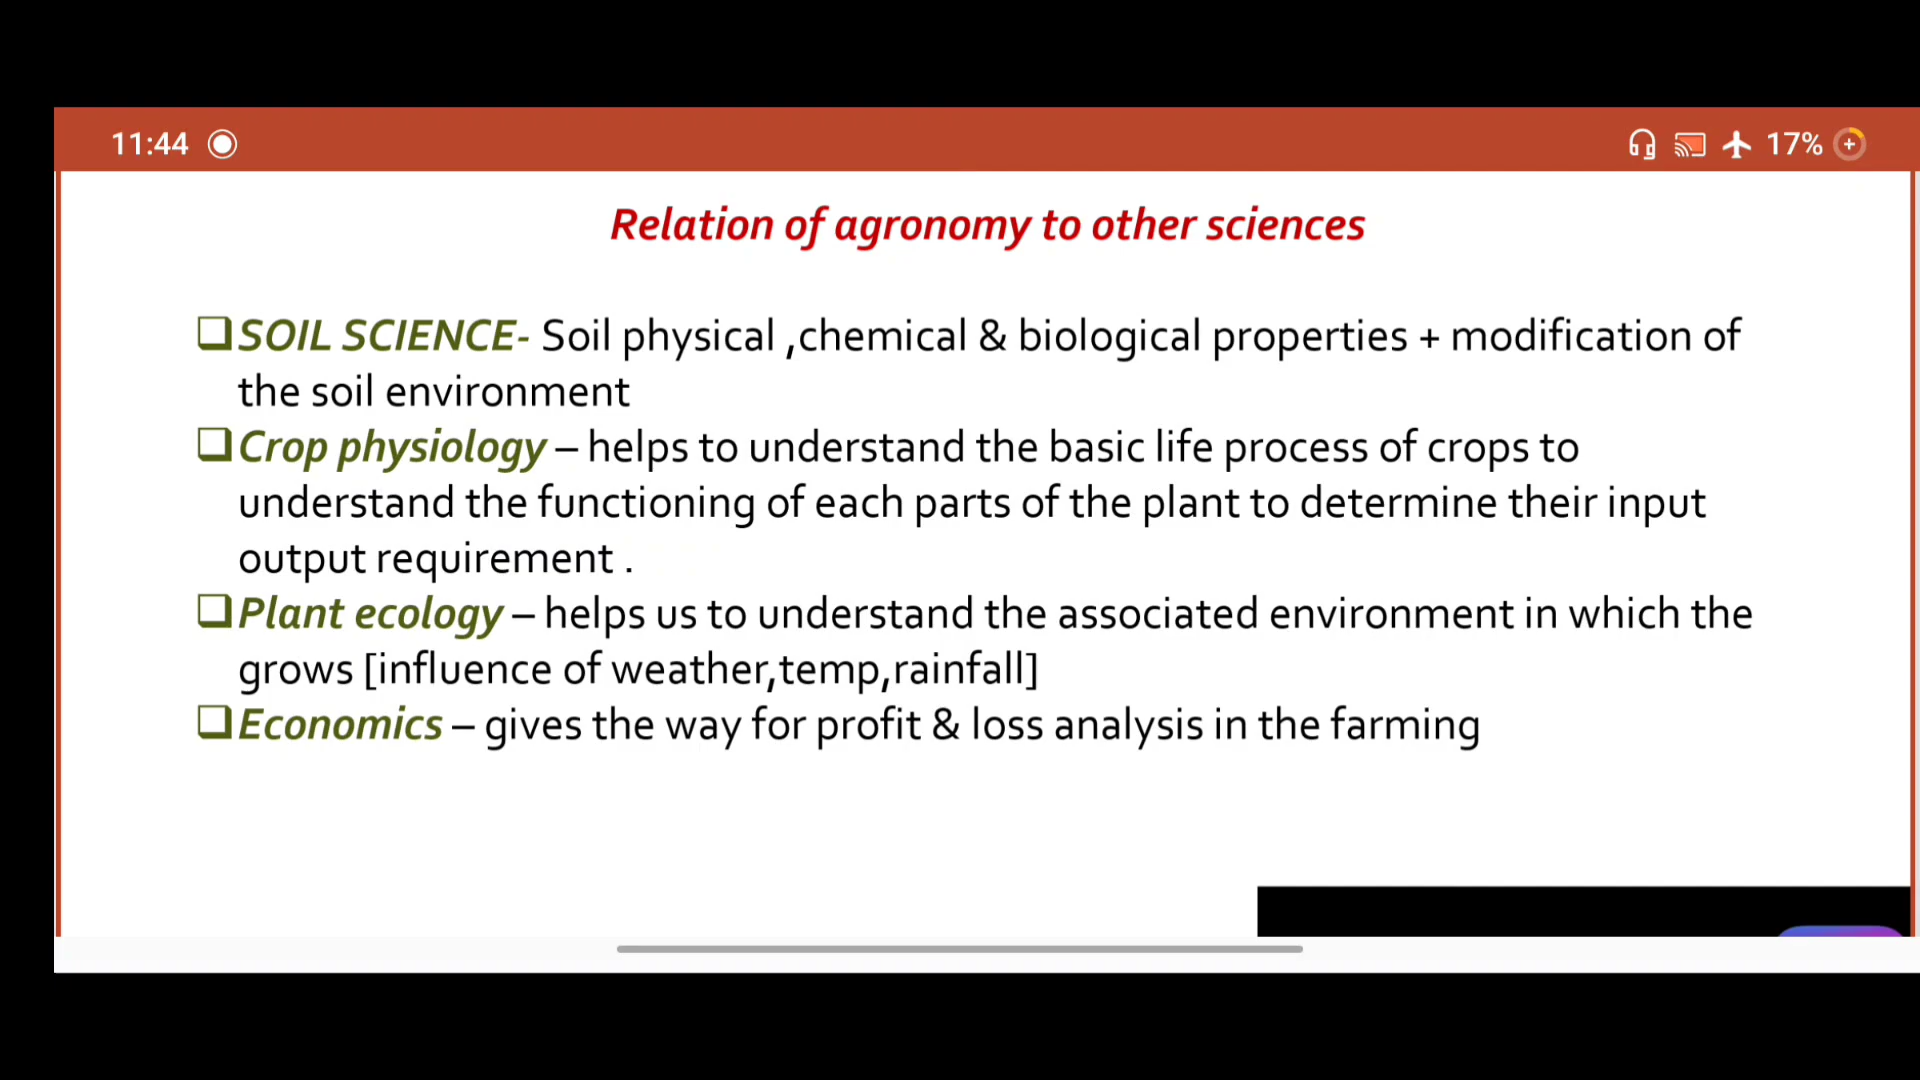 11:44
17%
Relation of agronomy to other sciences
SOIL SCIENCE- Soil physical ,chemical & biological properties + modification of
the soil environment
Crop physiology – helps to understand the basic life process of crops to
understand the functioning of each parts of the plant to determine their input
output requirement .
Plant ecology – helps us to understand the associated environment in which the
grows [influence of weather,temp,rainfall]
Economics – gives the way for profit & loss analysis in the farming